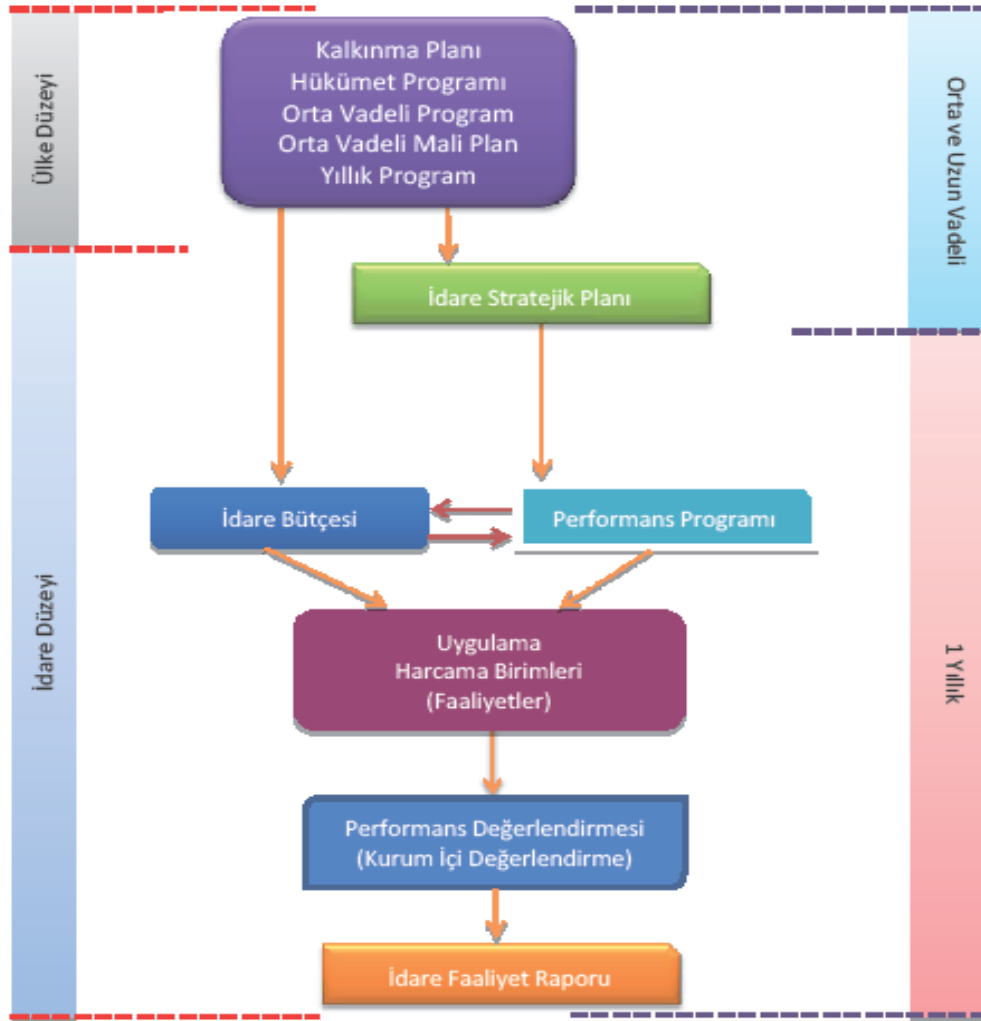 Ülke Düzeyi
Kalkınma Planı
Hükümet Programı
Orta Vadeli Program
Orta Vadeli Mali Plan
Yıllık Program
Orta ve Uzun Vadeli
İdare Stratejik Planı
İdare Düzeyi
İdare Bütçesi
Performans Programı
1 Yıllık
Uygulama
Harcama Birimleri
(Faaliyetler)
Performans Değerlendirmesi
(Kurum İçi Değerlendirme)
İdare Faaliyet Raporu